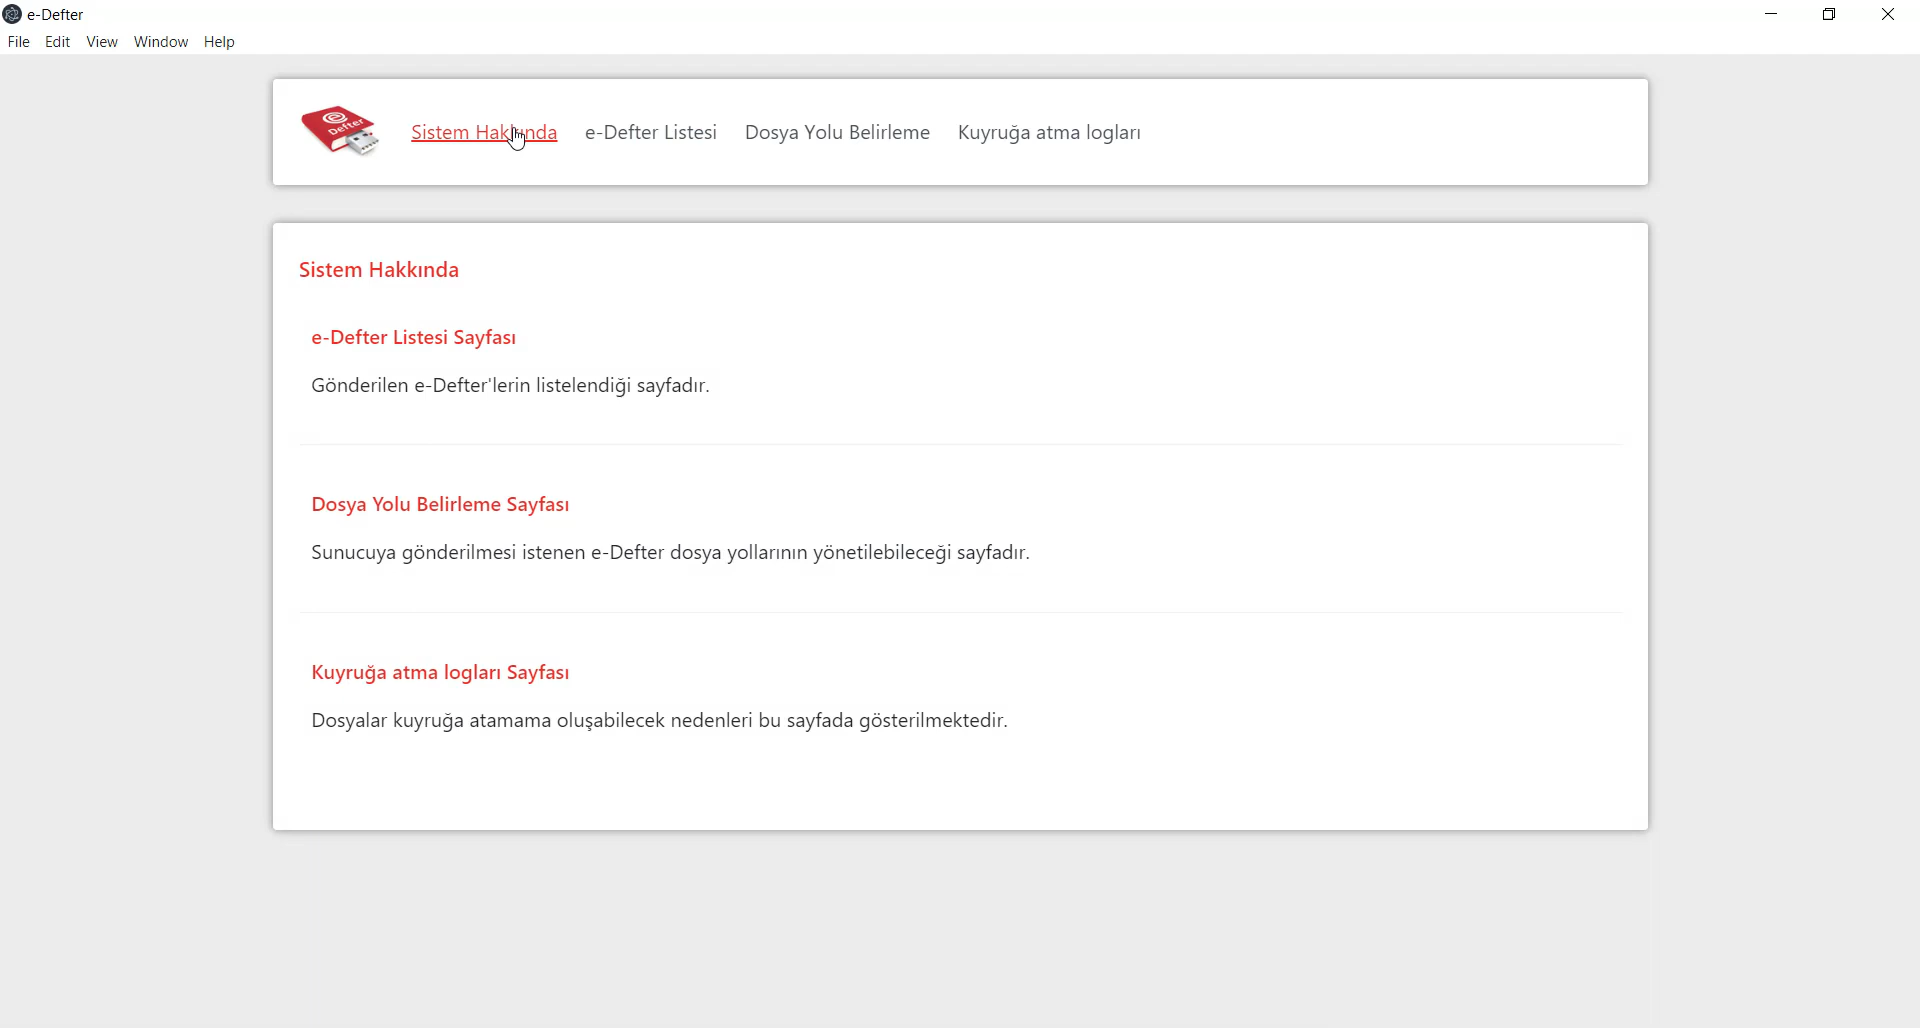 e-Defter
File Edit View Window Help
e
Defter
Sistem Hakkında e-Defter Listesi Dosya Yolu Belirleme Kuyruğa atma logları
Sistem Hakkında
e-Defter Listesi Sayfası
Gönderilen e-Defter'lerin listelendiği sayfadır.
Dosya Yolu Belirleme Sayfası
Sunucuya gönderilmesi istenen e-Defter dosya yollarının yönetilebileceği sayfadır.
Kuyruğa atma logları Sayfası
Dosyalar kuyruğa atamama oluşabilecek nedenleri bu sayfada gösterilmektedir.